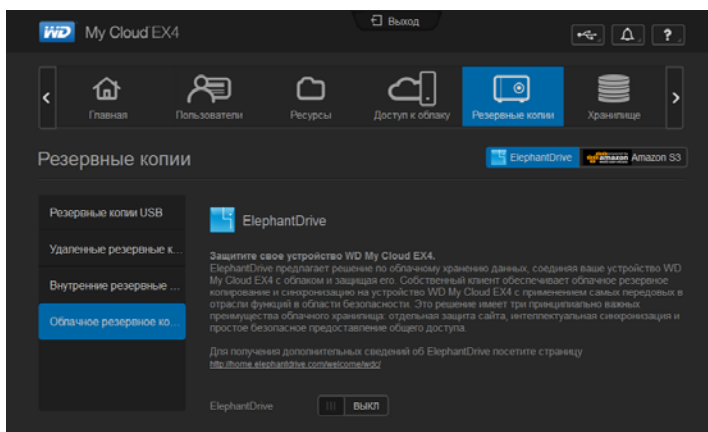 WD My Cloud EX4
Выход
?
Главная
Пользователи
Ресурсы
Доступ к облаку
Резервные копии
Хранилище
Резервные копии
ElephantDrive
amazon Amazon S3
Резервные копии USB
Удаленные резервные к...
Внутренние резервные ...
Облачное резервное ко...
ElephantDrive
Защитите свое устройство WD My Cloud EX4.
ElephantDrive предлагает решение по облачному хранению данных, соединяя ваше устройство WD
My Cloud EX4 с облаком и защищая его. Собственный клиент обеспечивает облачное резервное
копирование и синхронизацию на устройство WD My Cloud EX4 с применением самых передовых в
отрасли функций в области безопасности. Это решение имеет три принципиально важных
преимущества облачного хранилища: отдельная защита сайта, интеллектуальная синхронизация и
простое безопасное предоставление общего доступа.
Для получения дополнительных сведений об ElephantDrive посетите страницу
http://home.elephantdrive.com/welcome/wdc/
ElephantDrive
ВЫКЛ